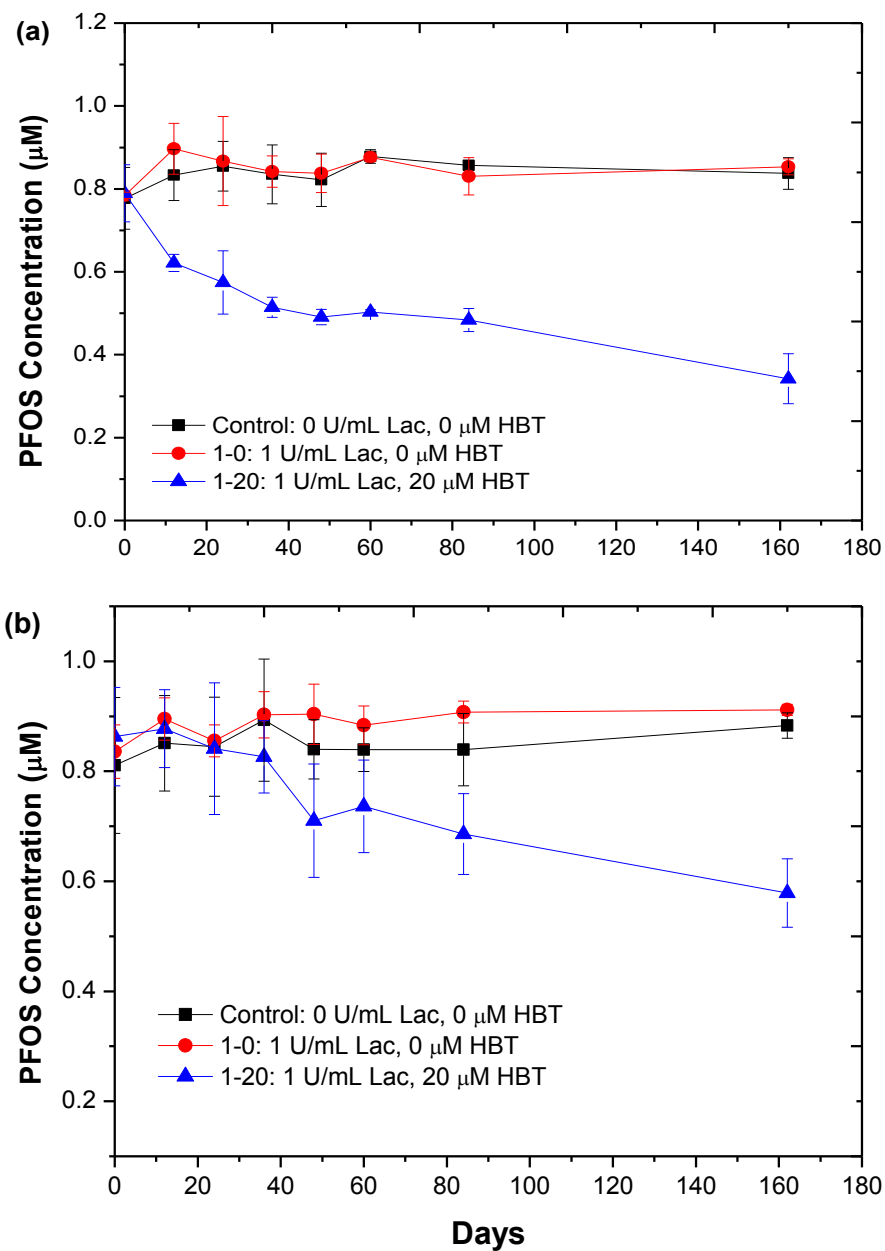 (a)
PFOS Concentration (μM)
1.2
1.0
0.8
0.6
0.4
0.2
0.0
Control: 0 U/mL Lac, 0 μM HBT
1-0: 1 U/mL Lac, 0 μM HBT
1-20: 1 U/mL Lac, 20 μM HBT
0 20 40 60 80 100 120 140 160 180
(b)
PFOS Concentration (μM)
1.0
0.8
0.6
0.4
0.2
Control: 0 U/mL Lac, 0 μM HBT
1-0: 1 U/mL Lac, 0 μM HBT
1-20: 1 U/mL Lac, 20 μM HBT
0 20 40 60 80 100 120 140 160 180
Days